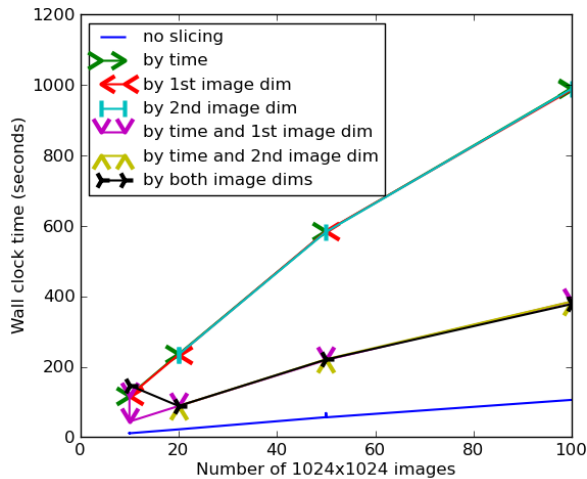 1200
1000
800
600
400
200
0
Wall clock time (seconds)
no slicing
by time
by 1st image dim
by 2nd image dim
by time and 1st image dim
by time and 2nd image dim
by both image dims
0
20
40
60
80
100
Number of 1024x1024 images